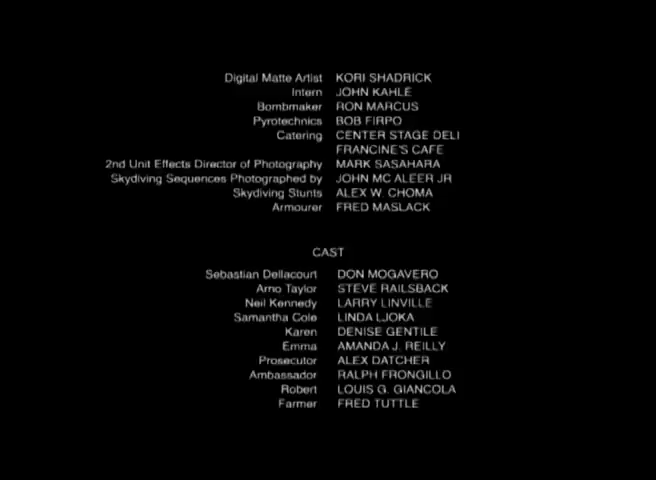 Digital Matte Artist KORI SHADRICK
Intern JOHN KAHLE
Bombmaker RON MARCUS
Pyrotechnics BOB FIRPO
Catering CENTER STAGE DELI
FRANCINE'S CAFE
2nd Unit Effects Director of Photography MARK SASAHARA
Skydiving Sequences Photographed by JOHN MC ALEER JR
Skydiving Stunts ALEX W. CHOMA
Armourer FRED MASLACK
CAST
Sebastian Dellacourt DON MOGAVERO
Arno Taylor STEVE RAILSBACK
Neil Kennedy LARRY LINVILLE
Samantha Cole LINDA LJOKA
Karen DENISE GENTILE
Emma AMANDA J. REILLY
Prosecutor ALEX DATCHER
Ambassador RALPH FRONGILLO
Robert LOUIS G. GIANCOLA
Farmer FRED TUTTLE